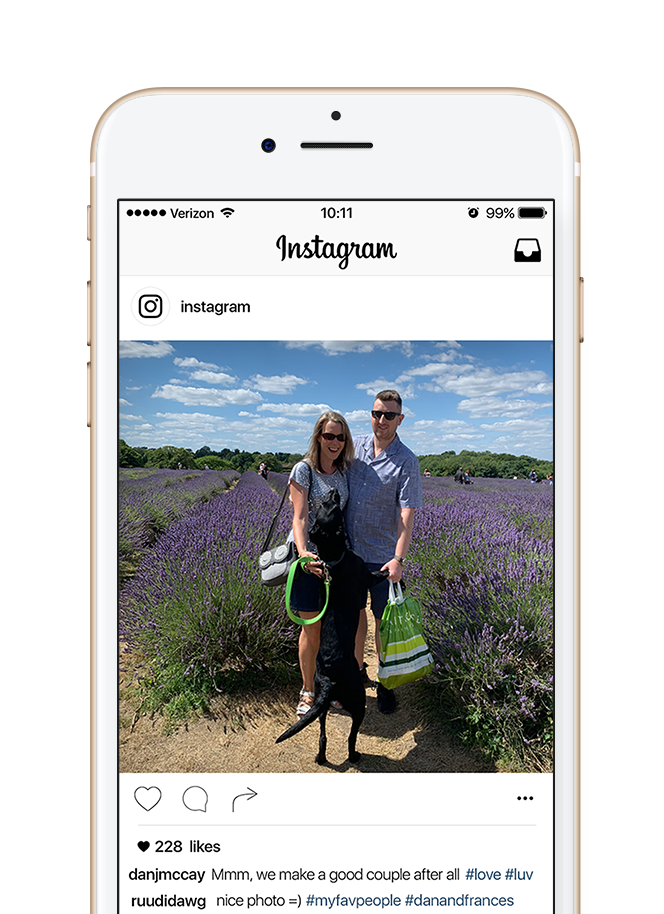 Verizon 10:11 99%
Instagram
instagram
228 likes
danjmccay Mmm, we make a good couple after all #love #luv
ruudidawg nice photo =) #myfavpeople #danandfrances